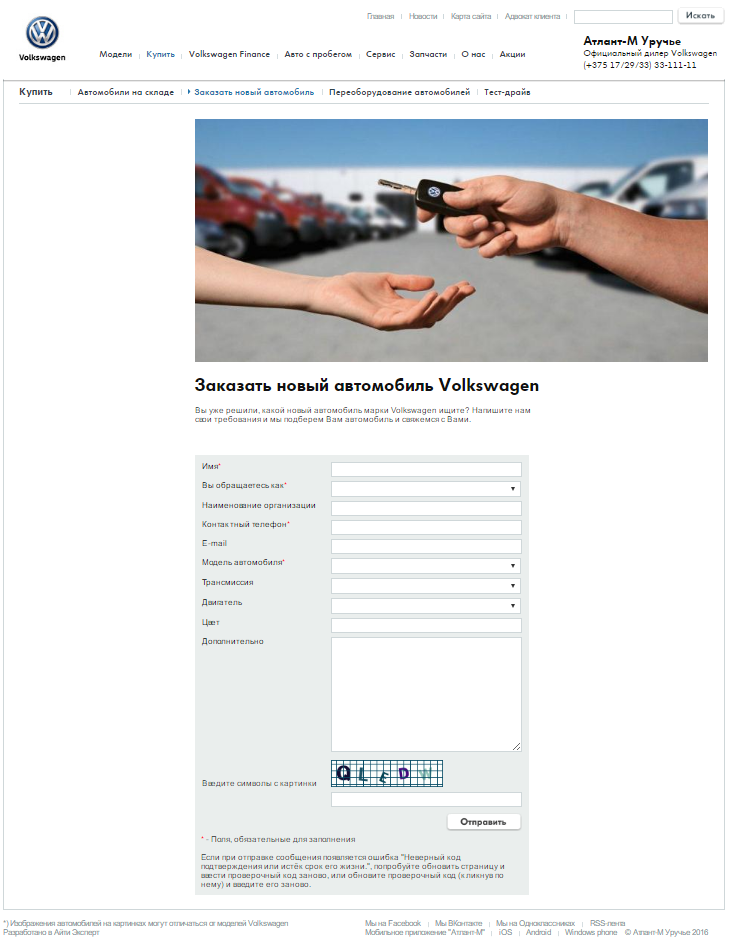 Главная
Новости
Карта сайта
Адвокат клиента
Искать
Volkswagen
Модели
Купить
Volkswagen Finance
Авто с пробегом
Сервис
Запчасти
О нас
Акции
Атлант-М Уручье
Официальный дилер Volkswagen
(+375 17/29/33) 33-111-11
Купить
Автомобили на складе
Заказать новый автомобиль
Переоборудование автомобилей
Тест-драйв
Заказать новый автомобиль Volkswagen
Вы уже решили, какой новый автомобиль марки Volkswagen ищите? Напишите нам
свои требования и мы подберем Вам автомобиль и свяжемся с Вами.
Имя*
Вы обращаетесь как*
Наименование организации
Контактный телефон*
E-mail
Модель автомобиля*
Трансмиссия
Двигатель
Цвет
Дополнительно
QLEDW
Введите символы с картинки
Отправить
* - Поля, обязательные для заполнения
Если при отправке сообщения появляется ошибка "Неверный код
подтверждения или истёк срок его жизни.", попробуйте обновить страницу и
ввести проверочный код заново, или обновите проверочный код (кликнув по
нему) и введите его заново.
*) Изображения автомобилей на картинках могут отличаться от моделей Volkswagen
Разработано в Айти Эксперт
Мы на Facebook
Мы ВКонтакте
Мы на Одноклассниках
RSS-лента
Мобильное приложение "Атлант-М"
iOS
Android
Windows phone
© Атлант-М Уручье 2016